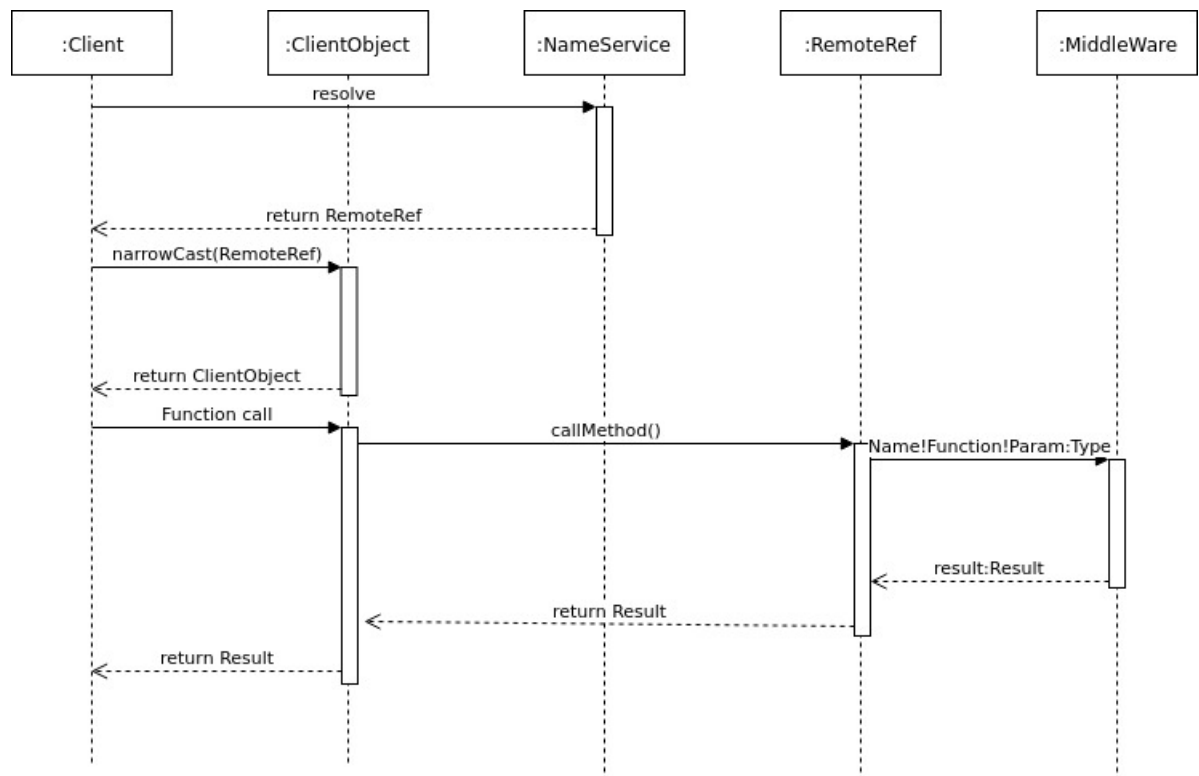 :Client
:ClientObject
:NameService
:RemoteRef
:MiddleWare
resolve
return RemoteRef
narrowCast(RemoteRef)
return ClientObject
Function call
callMethod()
Name!Function!Param:Type
result:Result
return Result
return Result